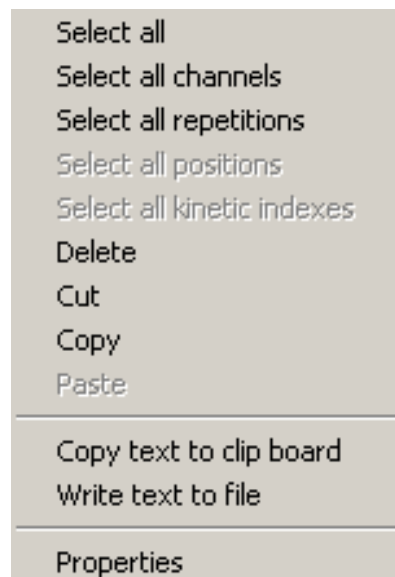 Select all
Select all channels
Select all repetitions
Select all positions
Select all kinetic indexes
Delete
Cut
Copy
Paste
Copy text to clip board
Write text to file
Properties